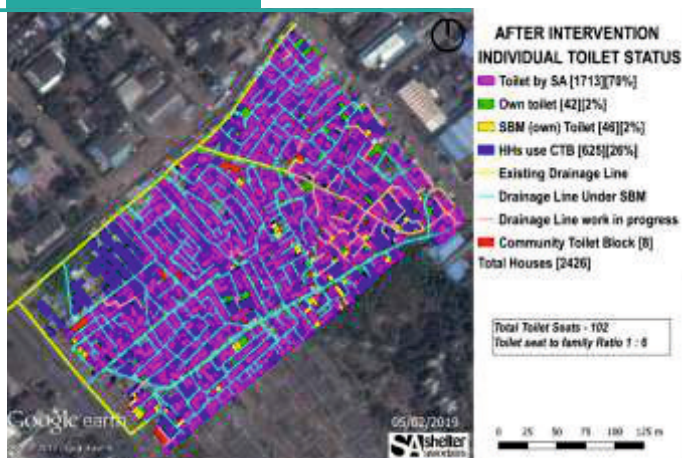 AFTER INTERVENTION
INDIVIDUAL TOILET STATUS
Toilet by SA [1713][70%]
Own toilet [42][2%]
SBM (own) Toilet [46][2%]
HHs use CTB [625][26%]
Existing Drainage Line
Drainage Line Under SBM
Drainage Line work in progress
Community Toilet Block [8]
Total Houses [2426]
Total Toilet Seats - 102
Toilet seat to family Ratio 1 : 6
Google earth
05/02/2019
SA shelter
associates
0 25 50 75 100 125 m